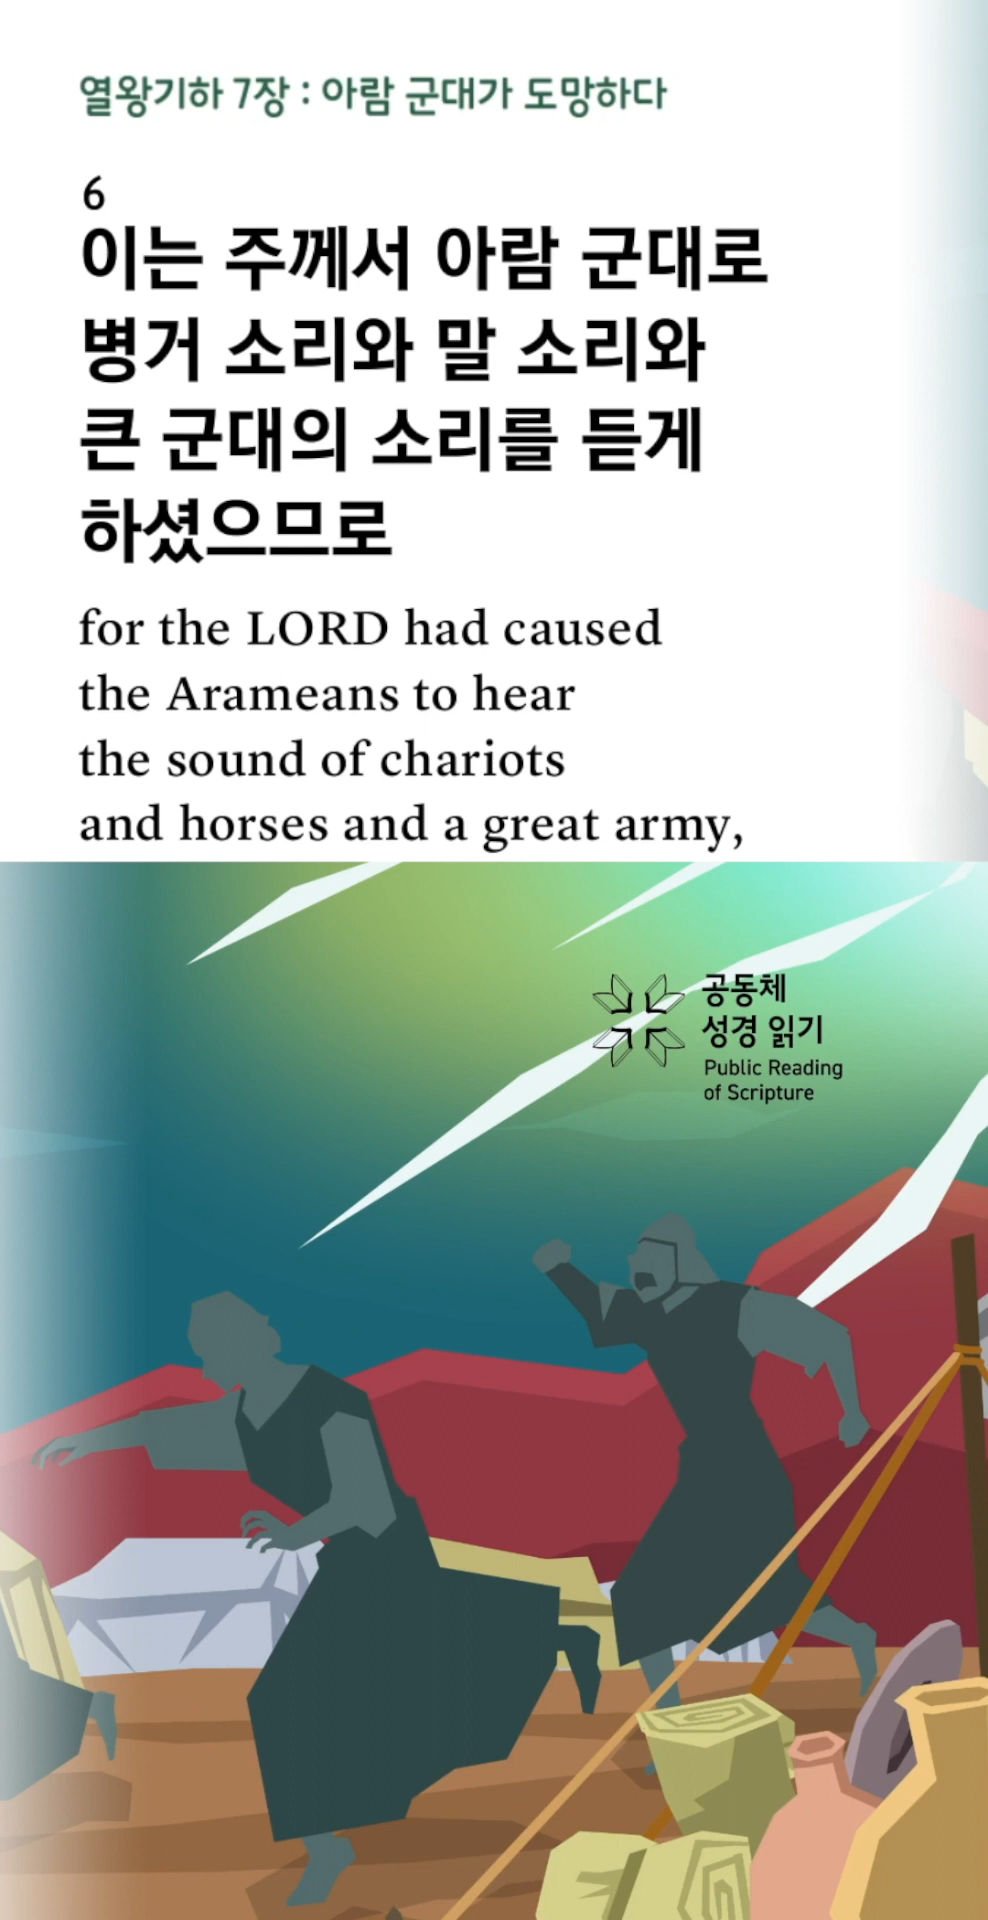 열왕기하 7장 : 아람 군대가 도망하다
6
이는 주께서 아람 군대로
병거 소리와 말 소리와
큰 군대의 소리를 듣게
하셨으므로
for the LORD had caused
the Arameans to hear
the sound of chariots
and horses and a great army,
공동체
성경 읽기
Public Reading
of Scripture